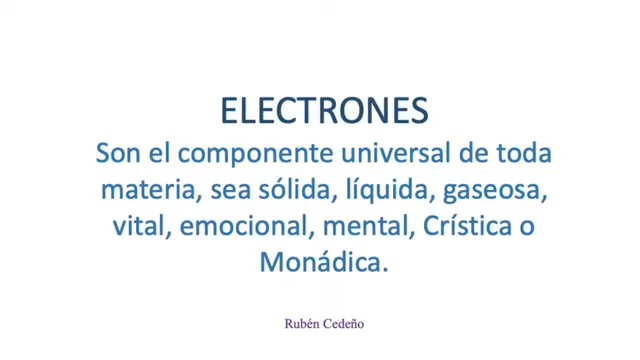 ELECTRONES
Son el componente universal de toda
materia, sea sólida, líquida, gaseosa,
vital, emocional, mental, Crística o
Monádica.
Rubén Cedeño